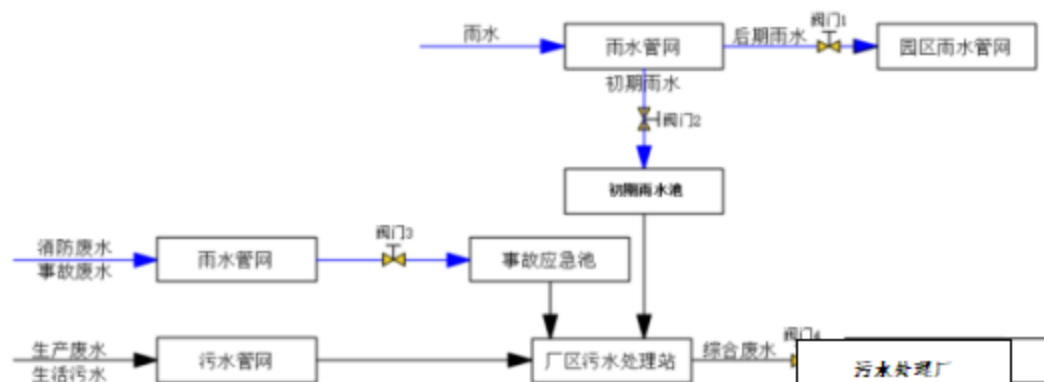 雨水
雨水管网
后期雨水
阀门1
园区雨水管网
初期雨水
阀门2
初期雨水池
消防废水
事故废水
雨水管网
阀门3
事故应急池
生产废水
生活污水
污水管网
厂区污水处理站
综合废水
阀门4
污水处理厂